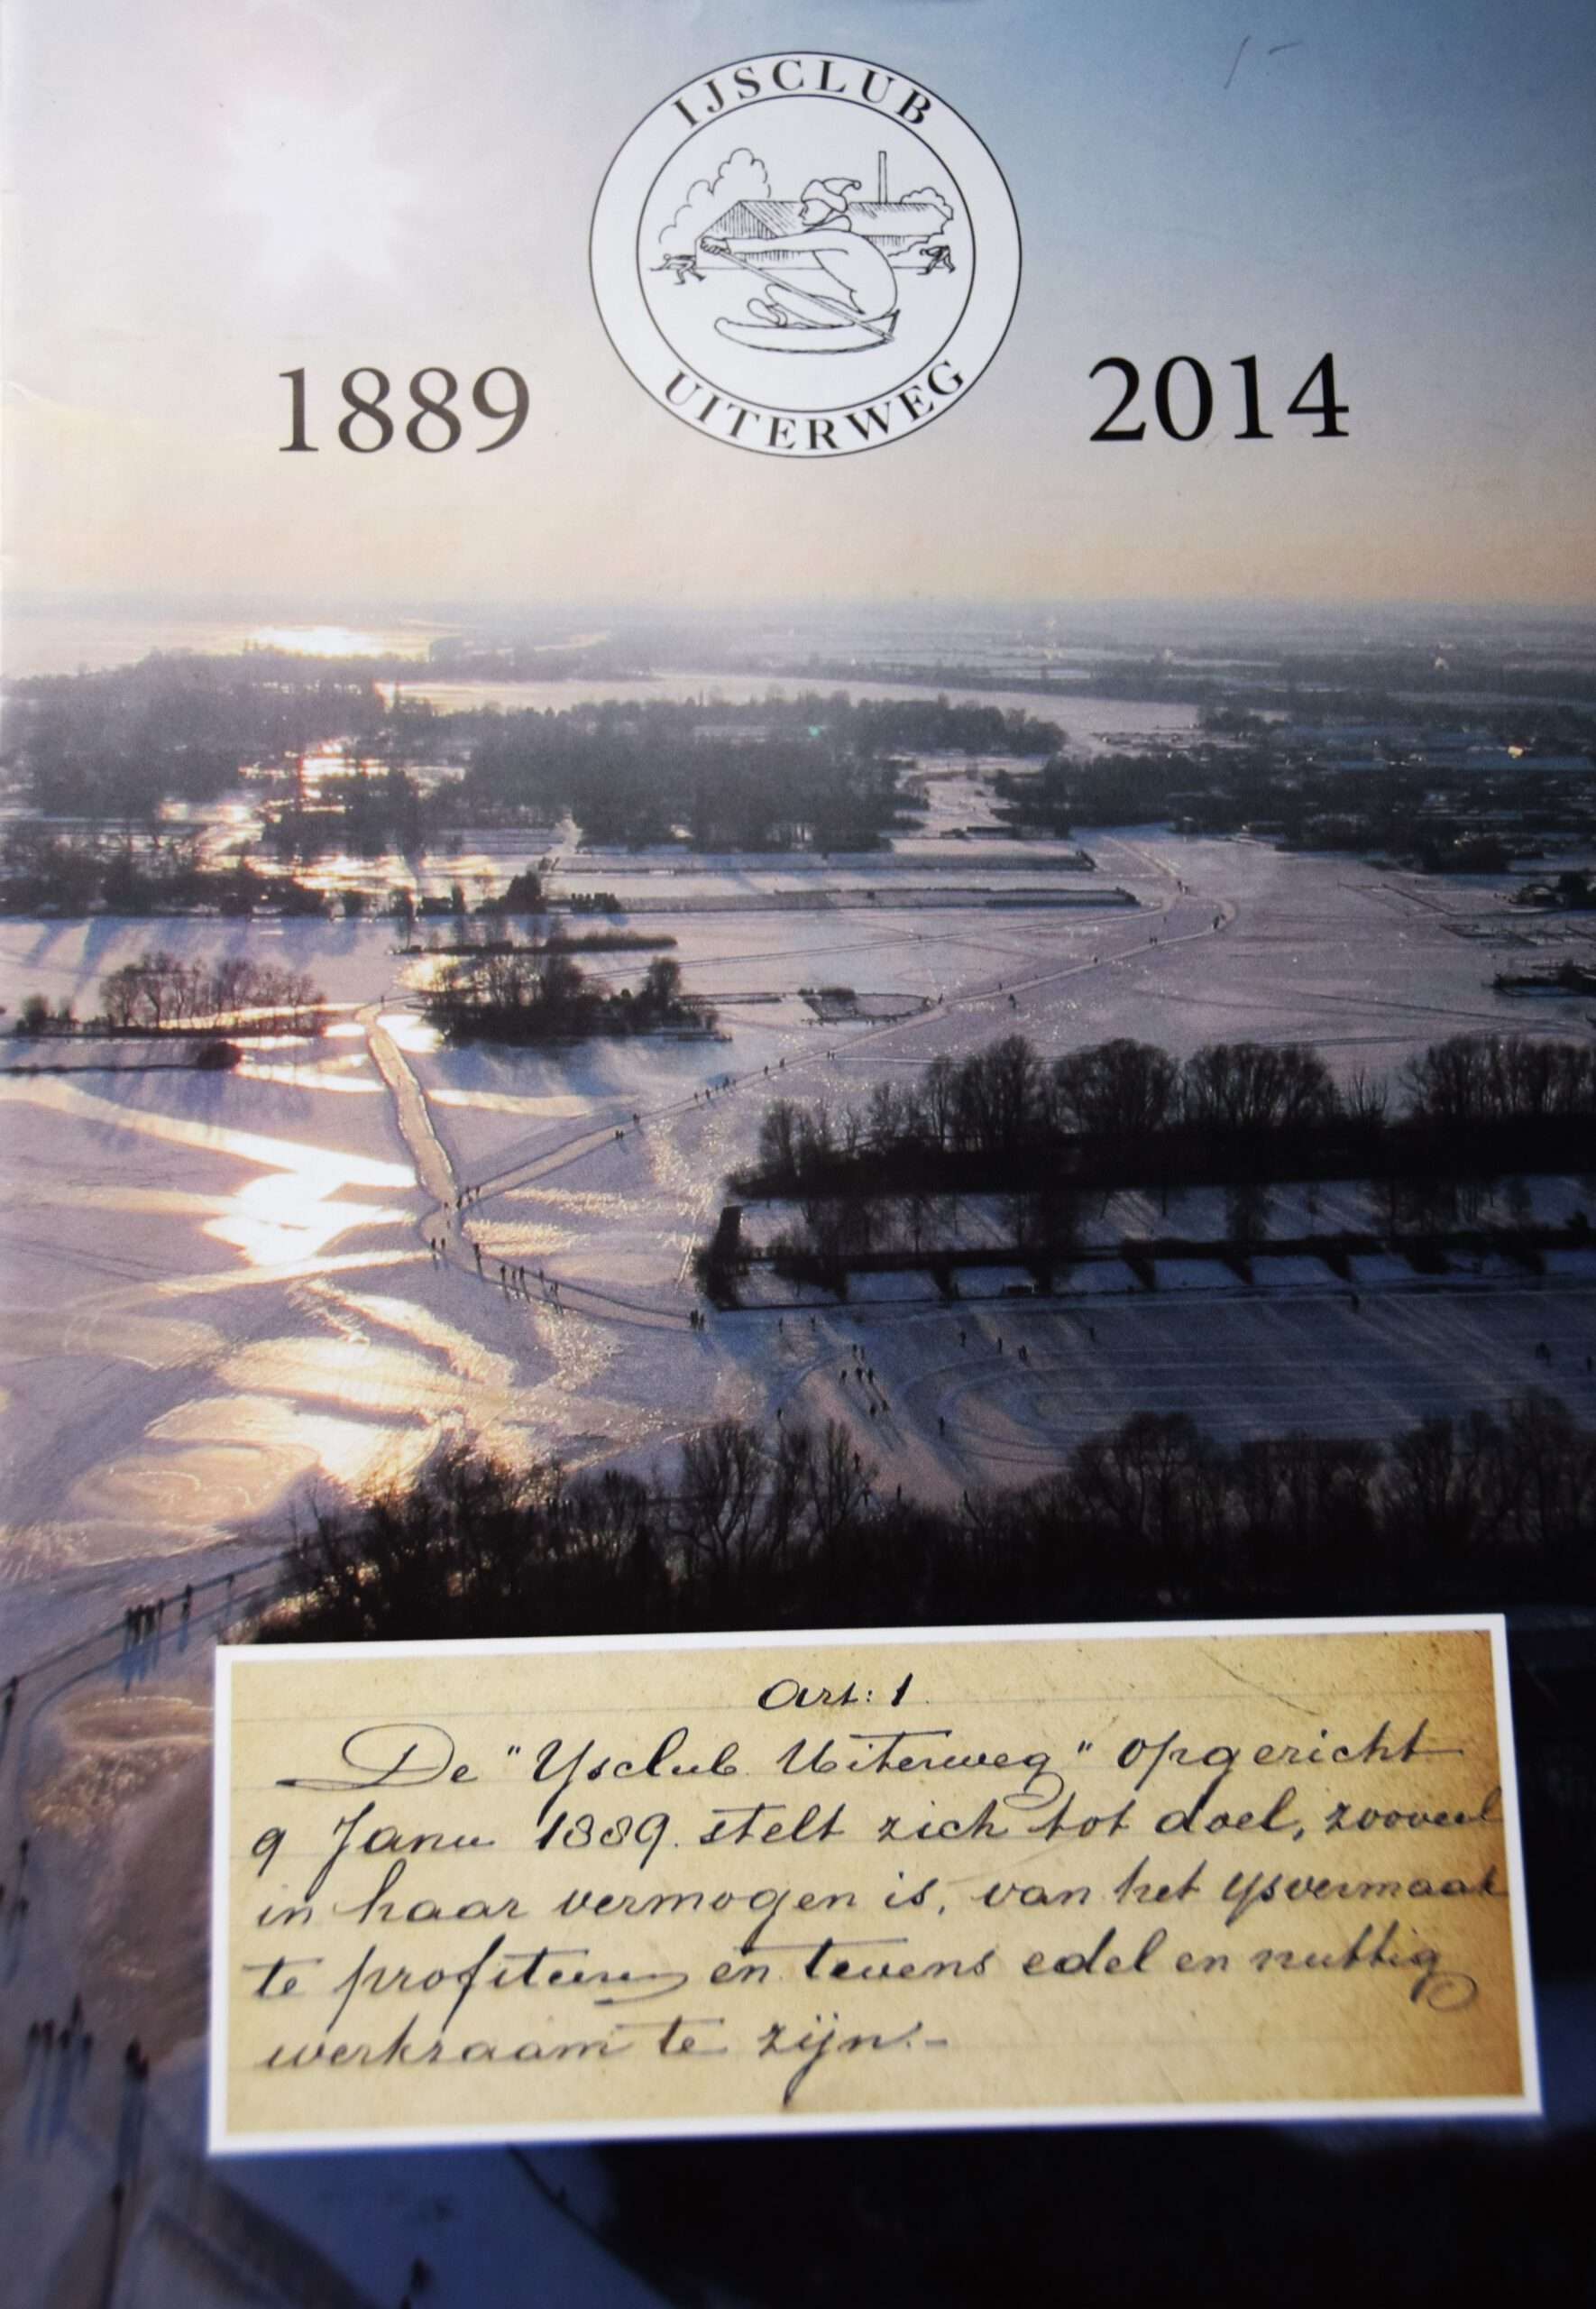 IJSCLUB
UITERWEG
1889
2014
Art: 1.
De "Ysclub Uiterweg" opgericht
9 Janu 1889. stelt zich tot doel, zooveel
in haar vermogen is, van het ysvermaak
te profiteeren en tevens edel en nuttig
werkzaam te zijn.-